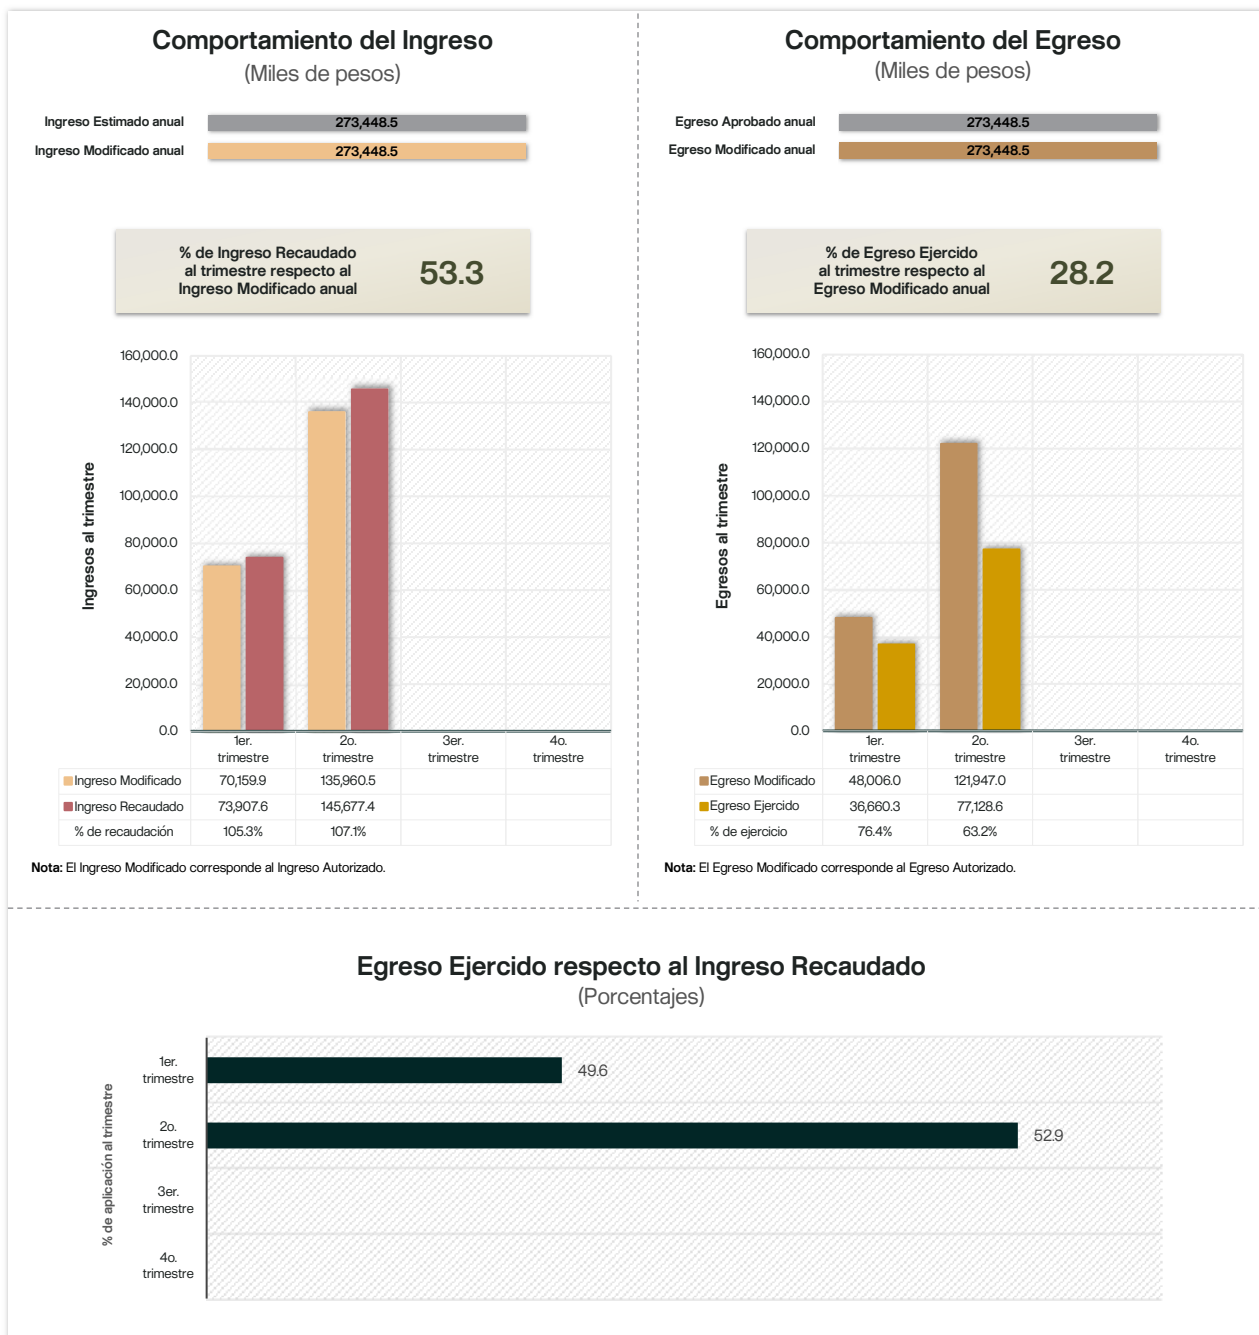 Comportamiento del Ingreso
(Miles de pesos)
Ingreso Estimado anual 273,448.5
Ingreso Modificado anual 273,448.5
% de Ingreso Recaudado
al trimestre respecto al
Ingreso Modificado anual
53.3
Ingresos al trimestre
160,000.0
140,000.0
120,000.0
100,000.0
80,000.0
60,000.0
40,000.0
20,000.0
0.0
1er. trimestre 2o. trimestre 3er. trimestre 4o. trimestre
Ingreso Modificado 70,159.9 135,960.5
Ingreso Recaudado 73,907.6 145,677.4
% de recaudación 105.3% 107.1%
Nota: El Ingreso Modificado corresponde al Ingreso Autorizado.
Comportamiento del Egreso
(Miles de pesos)
Egreso Aprobado anual 273,448.5
Egreso Modificado anual 273,448.5
% de Egreso Ejercido
al trimestre respecto al
Egreso Modificado anual
28.2
Egresos al trimestre
160,000.0
140,000.0
120,000.0
100,000.0
80,000.0
60,000.0
40,000.0
20,000.0
0.0
1er. trimestre 2o. trimestre 3er. trimestre 4o. trimestre
Egreso Modificado 48,006.0 121,947.0
Egreso Ejercido 36,660.3 77,128.6
% de ejercicio 76.4% 63.2%
Nota: El Egreso Modificado corresponde al Egreso Autorizado.
Egreso Ejercido respecto al Ingreso Recaudado
(Porcentajes)
% de aplicación al trimestre
1er.
trimestre
49.6
2o.
trimestre
52.9
3er.
trimestre
4o.
trimestre